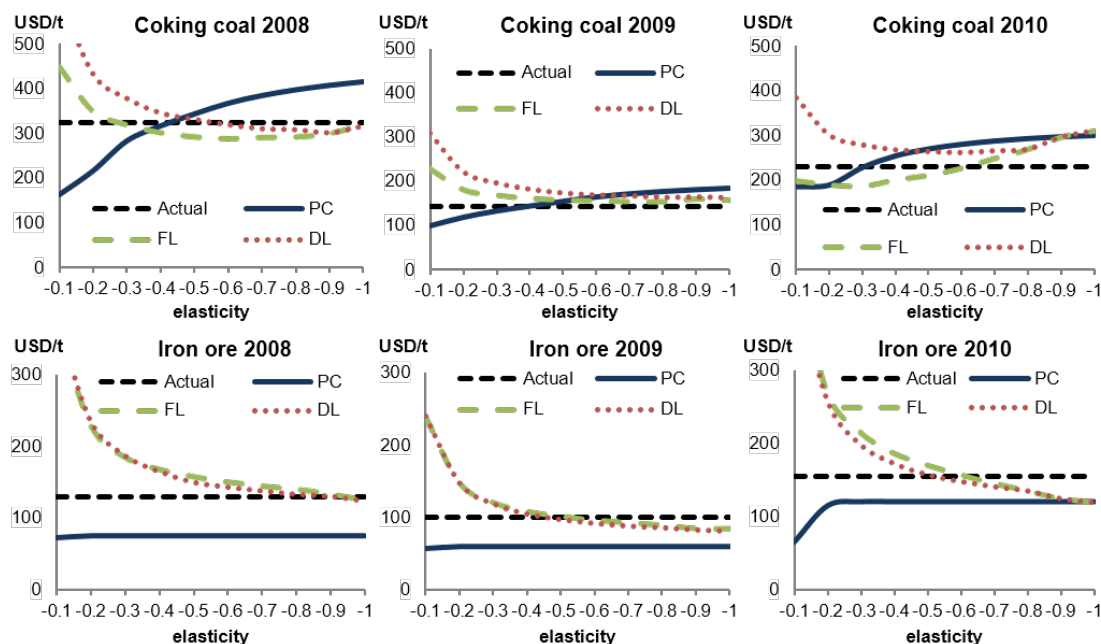 USD/t
Coking coal 2008
500
400
300
200
100
0
Actual
PC
FL
DL
-0.1 -0.2 -0.3 -0.4 -0.5 -0.6 -0.7 -0.8 -0.9 -1
elasticity
USD/t
Coking coal 2009
500
400
300
200
100
0
Actual
PC
FL
DL
-0.1 -0.2 -0.3 -0.4 -0.5 -0.6 -0.7 -0.8 -0.9 -1
elasticity
USD/t
Coking coal 2010
500
400
300
200
100
0
Actual
PC
FL
DL
-0.1 -0.2 -0.3 -0.4 -0.5 -0.6 -0.7 -0.8 -0.9 -1
elasticity
USD/t
Iron ore 2008
300
200
100
0
Actual
PC
FL
DL
-0.1 -0.2 -0.3 -0.4 -0.5 -0.6 -0.7 -0.8 -0.9 -1
elasticity
USD/t
Iron ore 2009
300
200
100
0
Actual
PC
FL
DL
-0.1 -0.2 -0.3 -0.4 -0.5 -0.6 -0.7 -0.8 -0.9 -1
elasticity
USD/t
Iron ore 2010
300
200
100
0
Actual
PC
FL
DL
-0.1 -0.2 -0.3 -0.4 -0.5 -0.6 -0.7 -0.8 -0.9 -1
elasticity